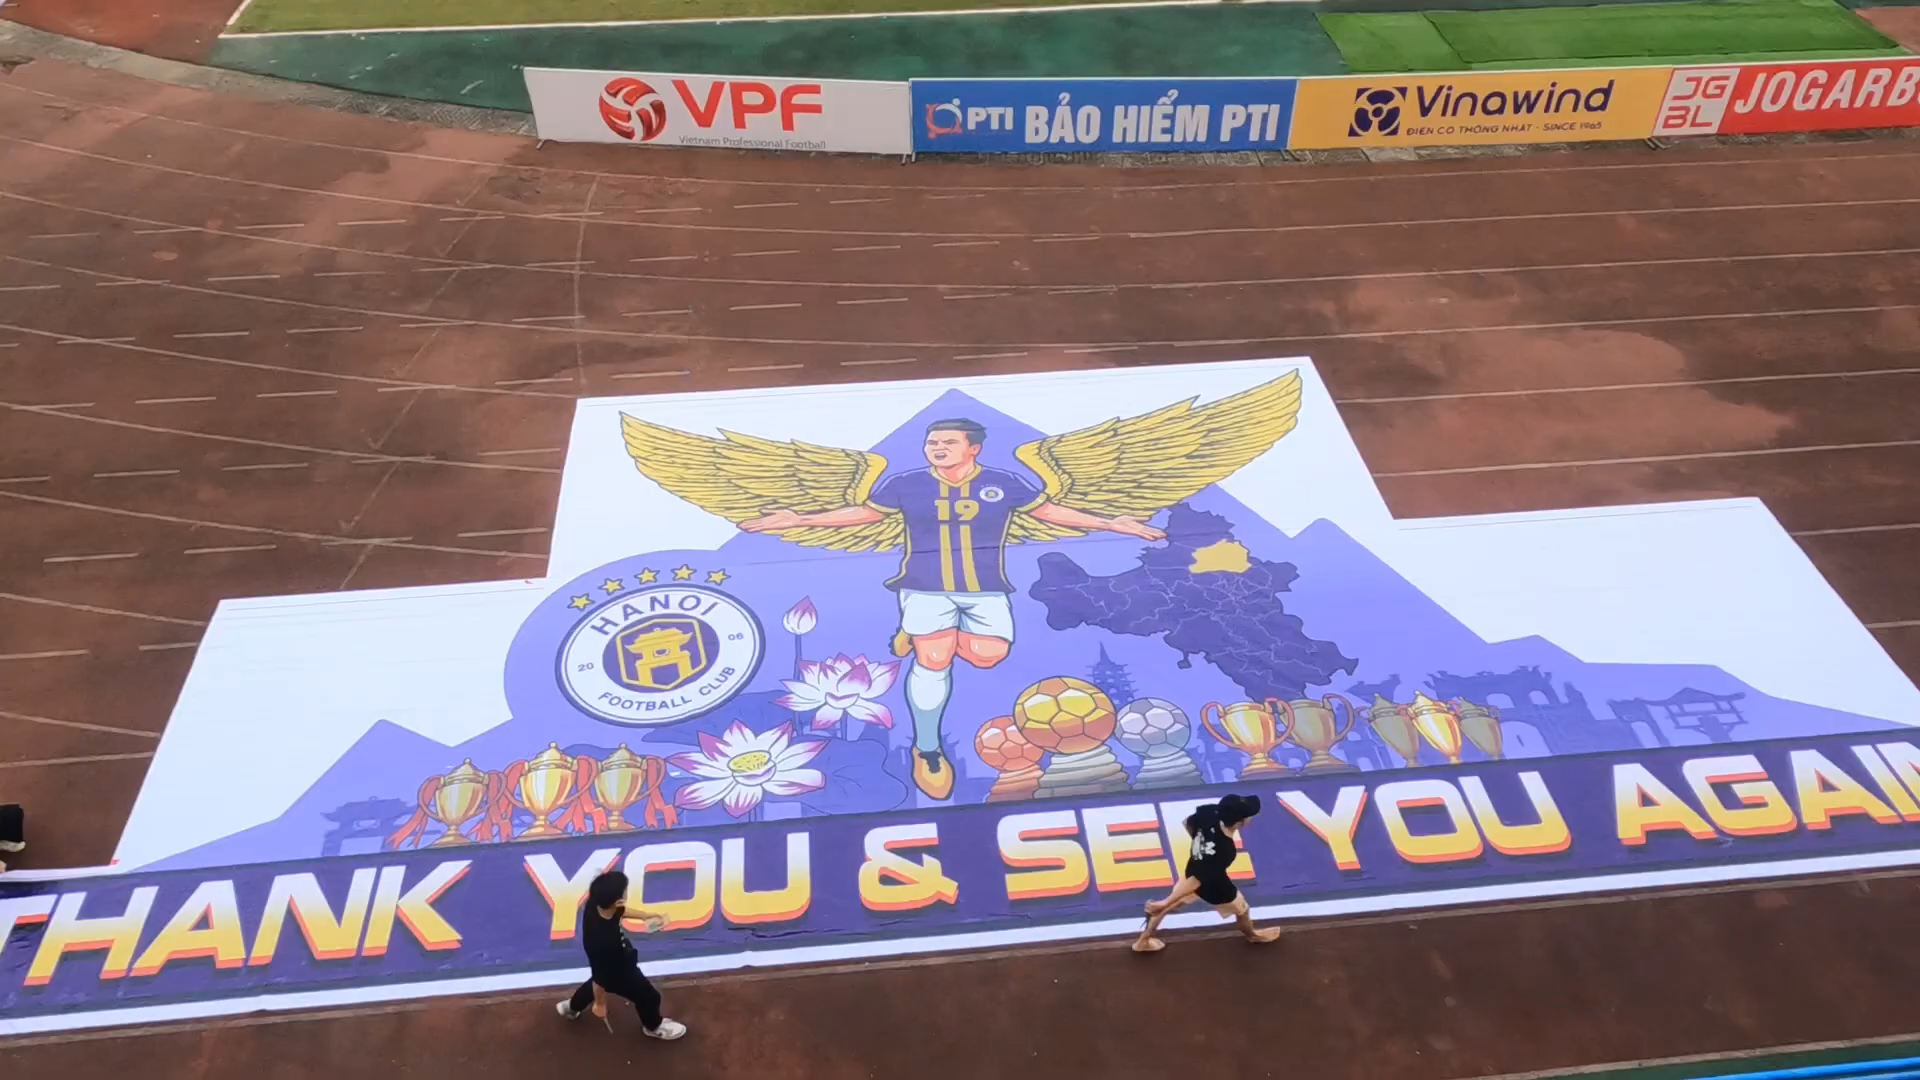 VPF
Vietnam Professional Football
PTI BẢO HIỂM PTI
Vinawind
ĐIỆN CƠ THỐNG NHẤT - SINCE 1965
JG
BL
JOGARB
19
HANOI
20 06
FOOTBALL CLUB
THANK YOU & SEE YOU AGAIN